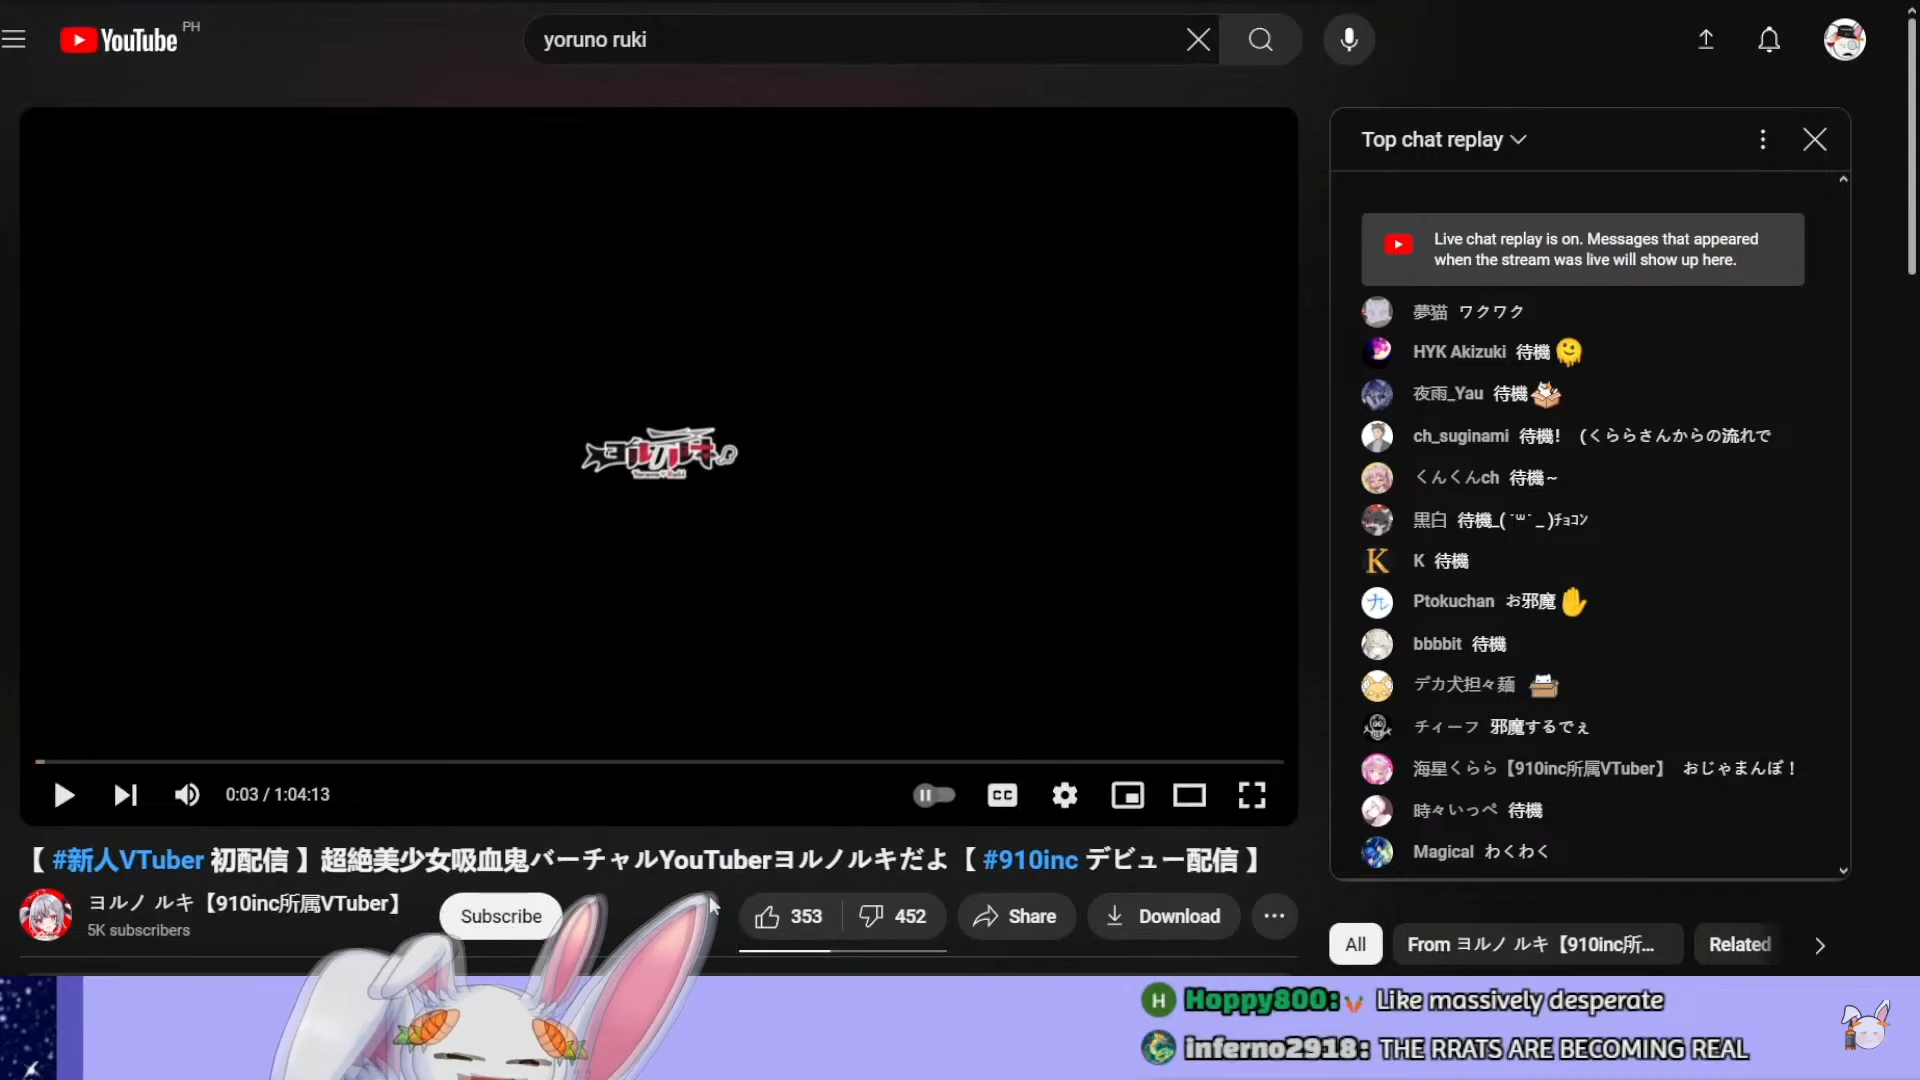 YouTube PH
yoruno ruki
ヨルノルキ
Yoruno Ruki
0:03 / 1:04:13
CC
【 #新人VTuber 初配信 】超絶美少女吸血鬼バーチャルYouTuberヨルノルキだよ【 #910inc デビュー配信 】
ヨルノ ルキ【910inc所属VTuber】
5K subscribers
Subscribe
353
452
Share
Download
Top chat replay
Live chat replay is on. Messages that appeared
when the stream was live will show up here.
夢猫 ワクワク
HYK Akizuki 待機
夜雨_Yau 待機
ch_suginami 待機! (くららさんからの流れで
くんくんch 待機~
黒白 待機_( ˙꒳˙ _ )ﾁｮｺﾝ
K
K 待機
九
Ptokuchan お邪魔
bbbbit 待機
デカ犬担々麺
チィーフ 邪魔するでぇ
海星くらら【910inc所属VTuber】 おじゃまんぼ！
時々いっぺ 待機
Magical わくわく
All
From ヨルノ ルキ【910inc所...
Related
H
Hoppy800: Like massively desperate
inferno2918: THE RRATS ARE BECOMING REAL